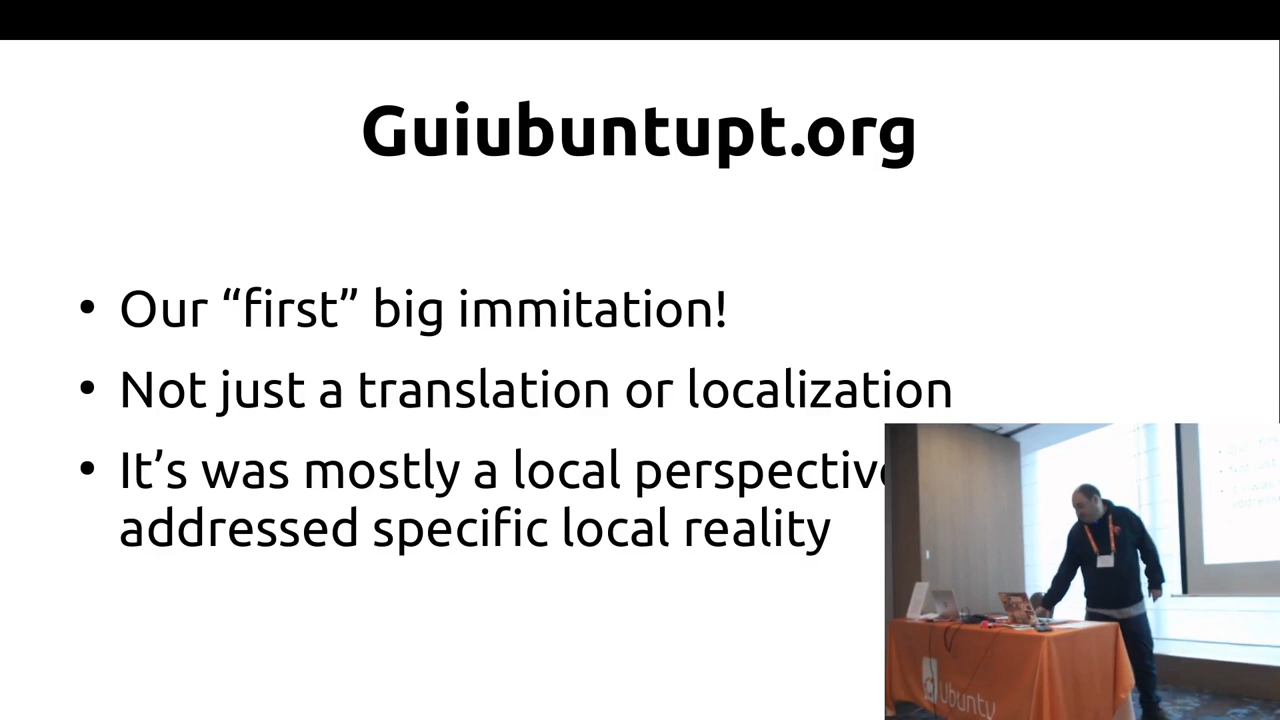 Guiubuntupt.org
• Our “first” big immitation!
• Not just a translation or localization
• It’s was mostly a local perspective
addressed specific local reality
Ubuntu